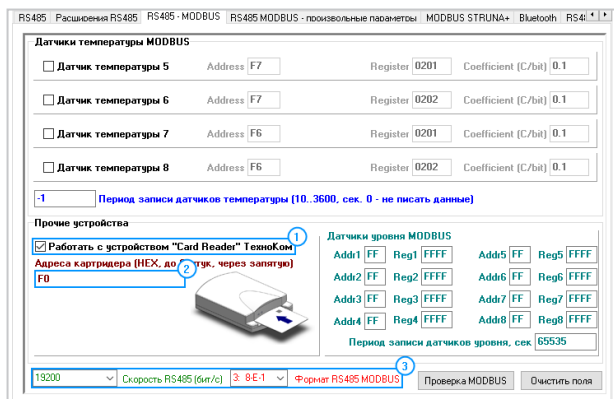 RS485 Расширения RS485 RS485 - MODBUS RS485 MODBUS - произвольные параметры MODBUS STRUNA+ Bluetooth RS4
Датчики температуры MODBUS
Датчик температуры 5 Address F7 Register 0201 Coefficient (C/bit) 0.1
Датчик температуры 6 Address F7 Register 0202 Coefficient (C/bit) 0.1
Датчик температуры 7 Address F6 Register 0201 Coefficient (C/bit) 0.1
Датчик температуры 8 Address F6 Register 0202 Coefficient (C/bit) 0.1
-1 Период записи датчиков температуры (10..3600, сек. 0 - не писать данные)
Прочие устройства
1
Работать с устройством "Card Reader" ТехноКом
Адреса картридера (HEX, до штук, через запятую)
2
F0
Датчики уровня MODBUS
Addr1 FF Reg1 FFFF Addr5 FF Reg5 FFFF
Addr2 FF Reg2 FFFF Addr6 FF Reg6 FFFF
Addr3 FF Reg3 FFFF Addr7 FF Reg7 FFFF
Addr4 FF Reg4 FFFF Addr8 FF Reg8 FFFF
Период записи датчиков уровня, сек 65535
3
19200 Скорость RS485 (бит/с) 3: 8-E-1 Формат RS485 MODBUS Проверка MODBUS Очистить поля